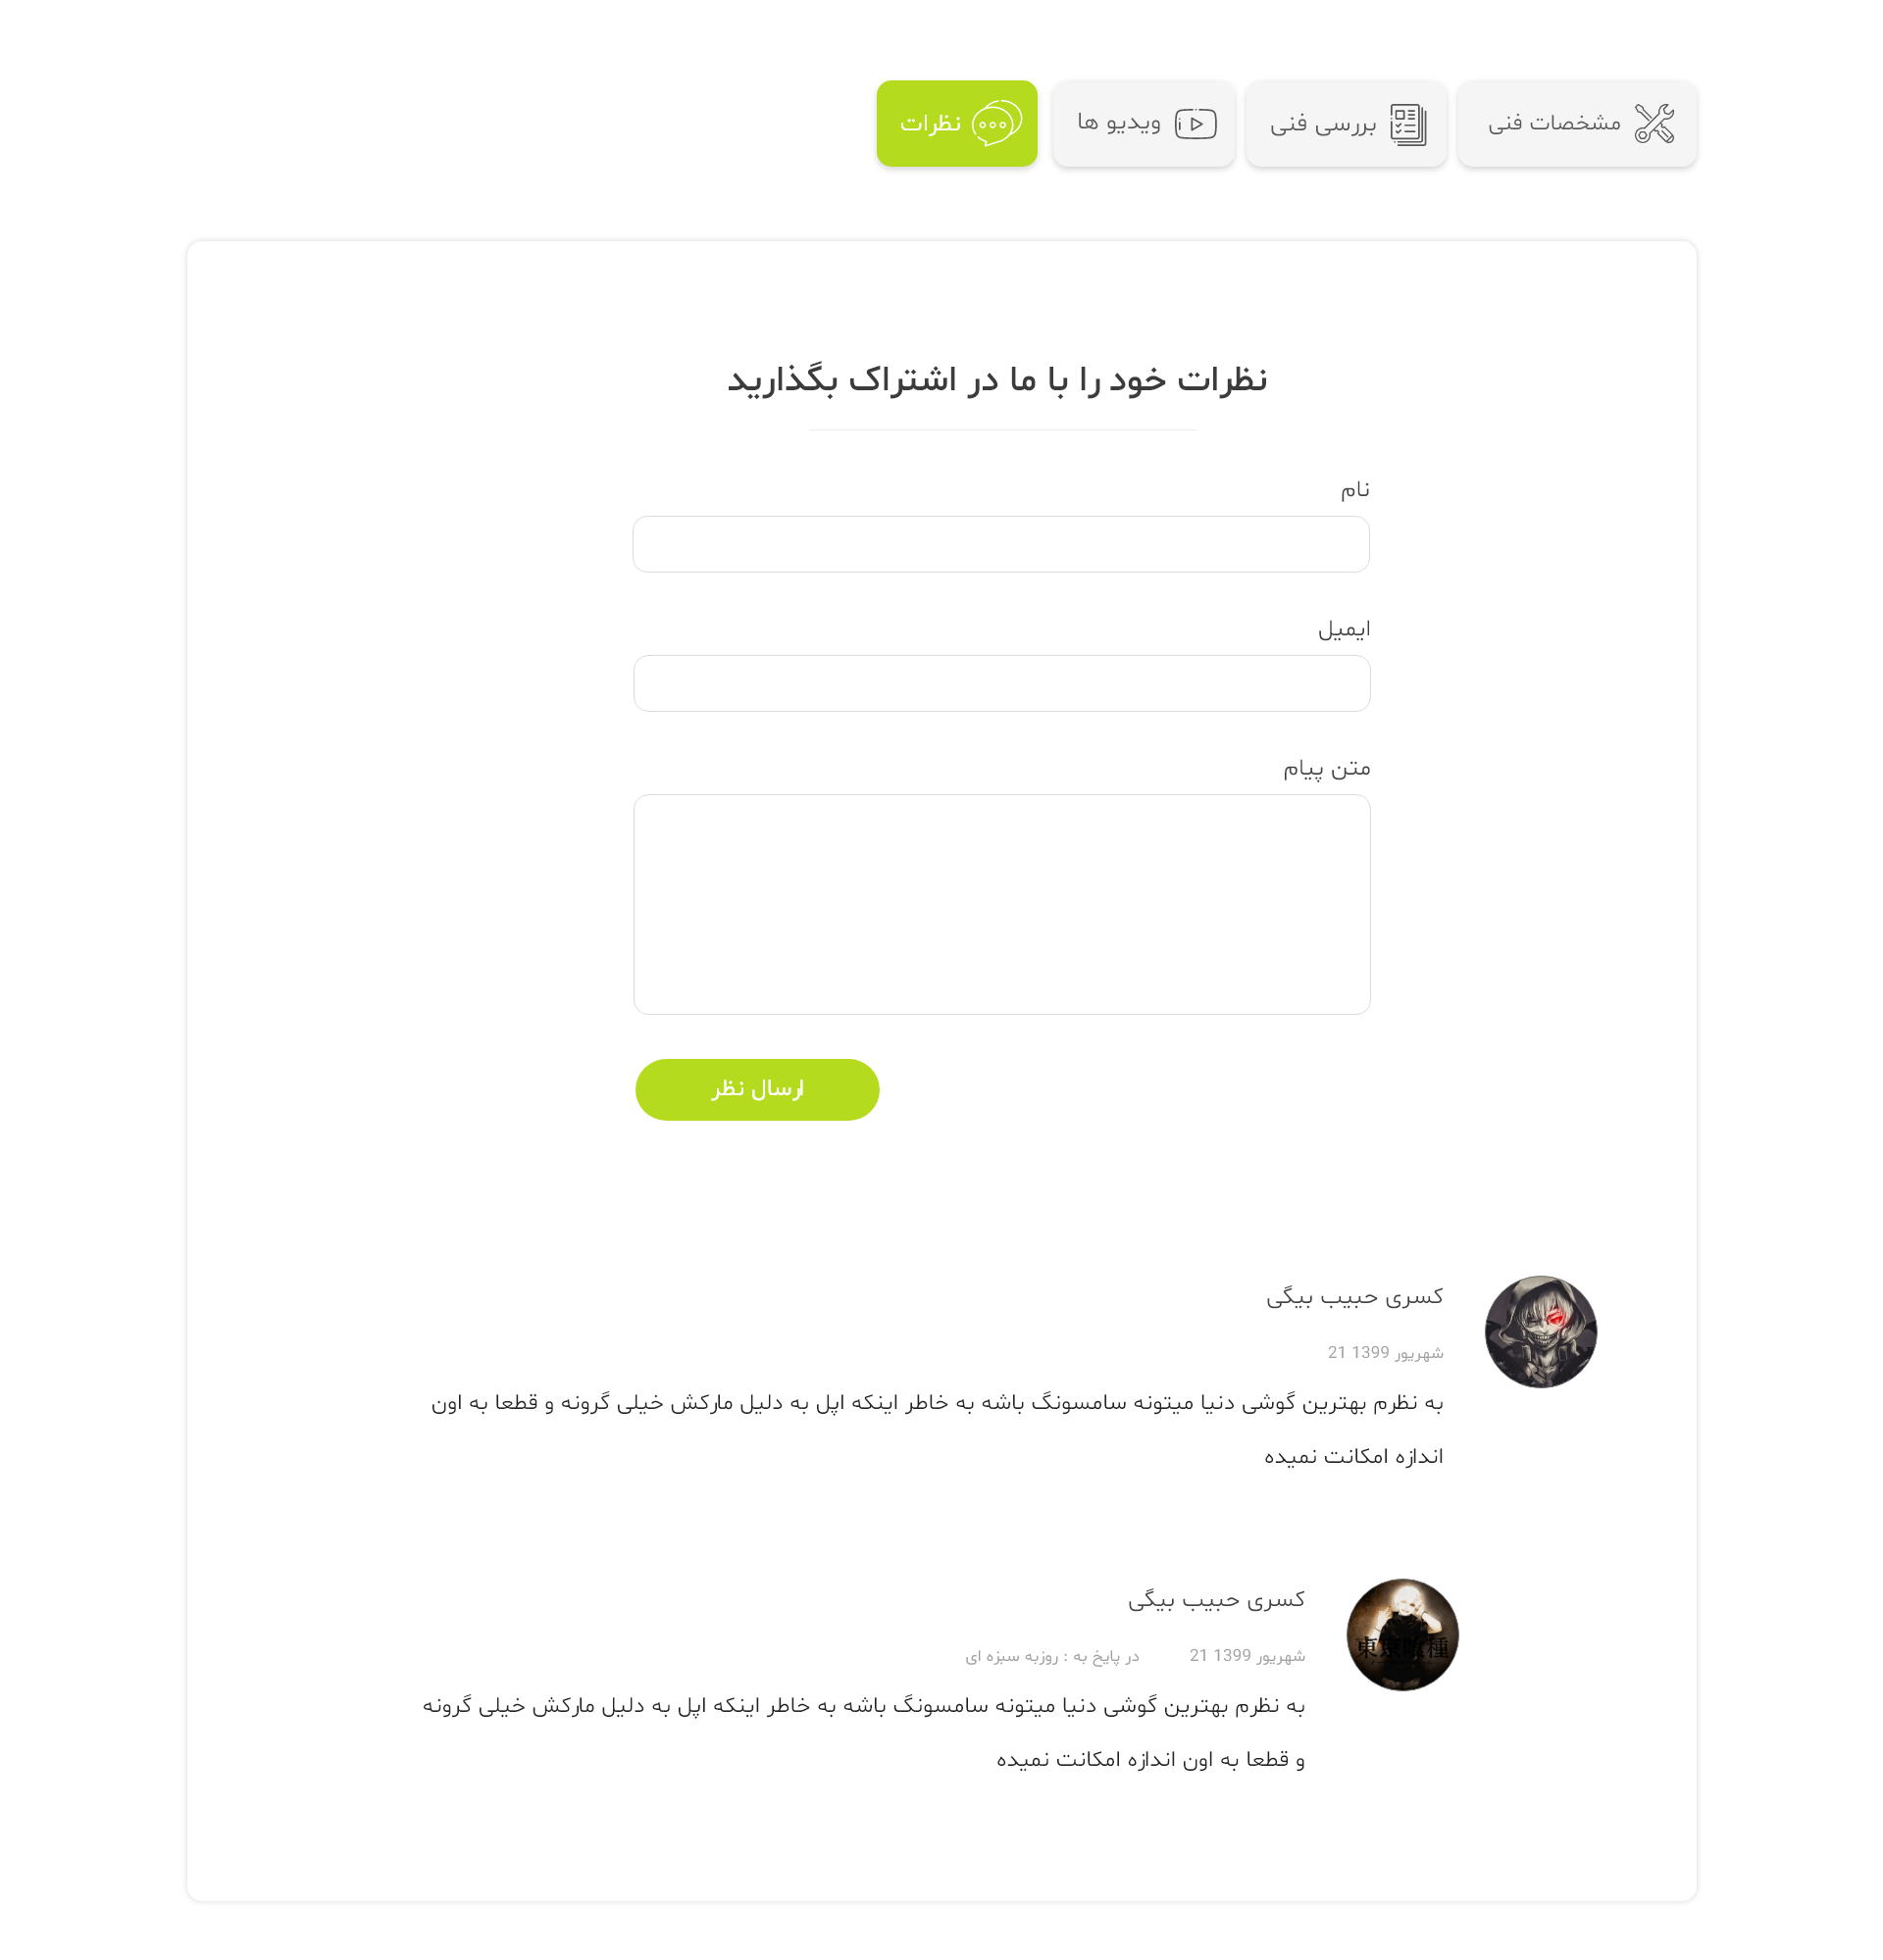 مشخصات فنی
بررسی فنی
ویدیو ها
نظرات
نظرات خود را با ما در اشتراک بگذارید
نام
ایمیل
متن پیام
ارسال نظر
کسری حبیب بیگی
21 شهریور 1399
به نظرم بهترین گوشی دنیا میتونه سامسونگ باشه به خاطر اینکه اپل به دلیل مارکش خیلی گرونه و قطعا به اون
اندازه امکانت نمیده
کسری حبیب بیگی
21 شهریور 1399 در پایخ به : روزبه سبزه ای
東京喰種
به نظرم بهترین گوشی دنیا میتونه سامسونگ باشه به خاطر اینکه اپل به دلیل مارکش خیلی گرونه
و قطعا به اون اندازه امکانت نمیده